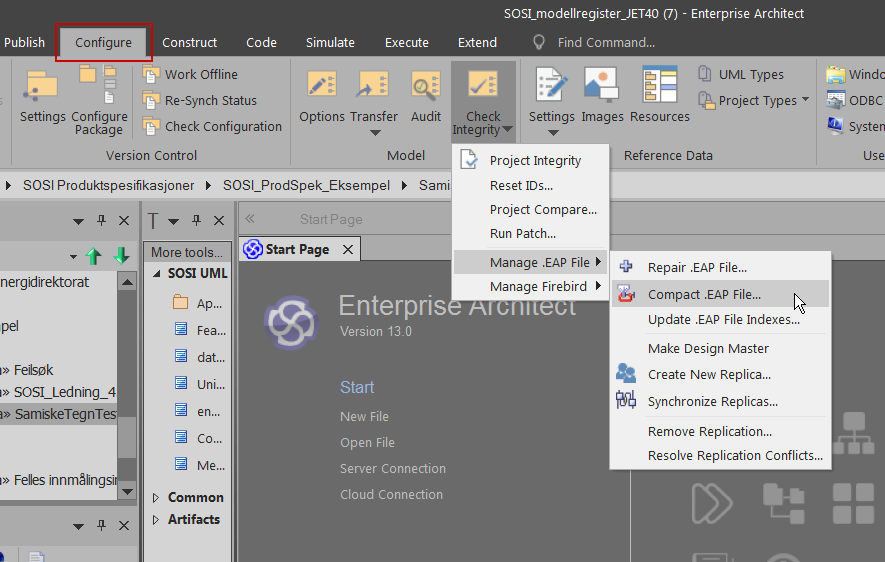 SOSI_modellregister_JET40 (7) - Enterprise Architect
Publish Configure Construct Code Simulate Execute Extend Find Command...
Settings
Configure Package
Work Offline
Re-Synch Status
Check Configuration
Version Control
Options
Transfer
Audit
Check Integrity
Model
Settings
Images
Resources
UML Types
Project Types
Reference Data
ODBC
System
Use
SOSI Produktspesifikasjoner SOSI_ProdSpek_Eksempel Sami
Project Integrity
Reset IDs...
Project Compare...
Run Patch...
Manage .EAP File
Manage Firebird
Repair .EAP File...
Compact .EAP File...
Update .EAP File Indexes...
Make Design Master
Create New Replica...
Synchronize Replicas...
Remove Replication...
Resolve Replication Conflicts...
nergidirektorat
pel
» Feilsøk
» SOSI_Ledning_4
» SamiskeTegnTest
» Felles innmålingsin
More tools...
SOSI UML
Ap...
Fea...
dat...
Uni...
en...
Co...
Me...
Common
Artifacts
Start Page
Start Page
Enterprise Architect
Version 13.0
Start
New File
Open File
Server Connection
Cloud Connection